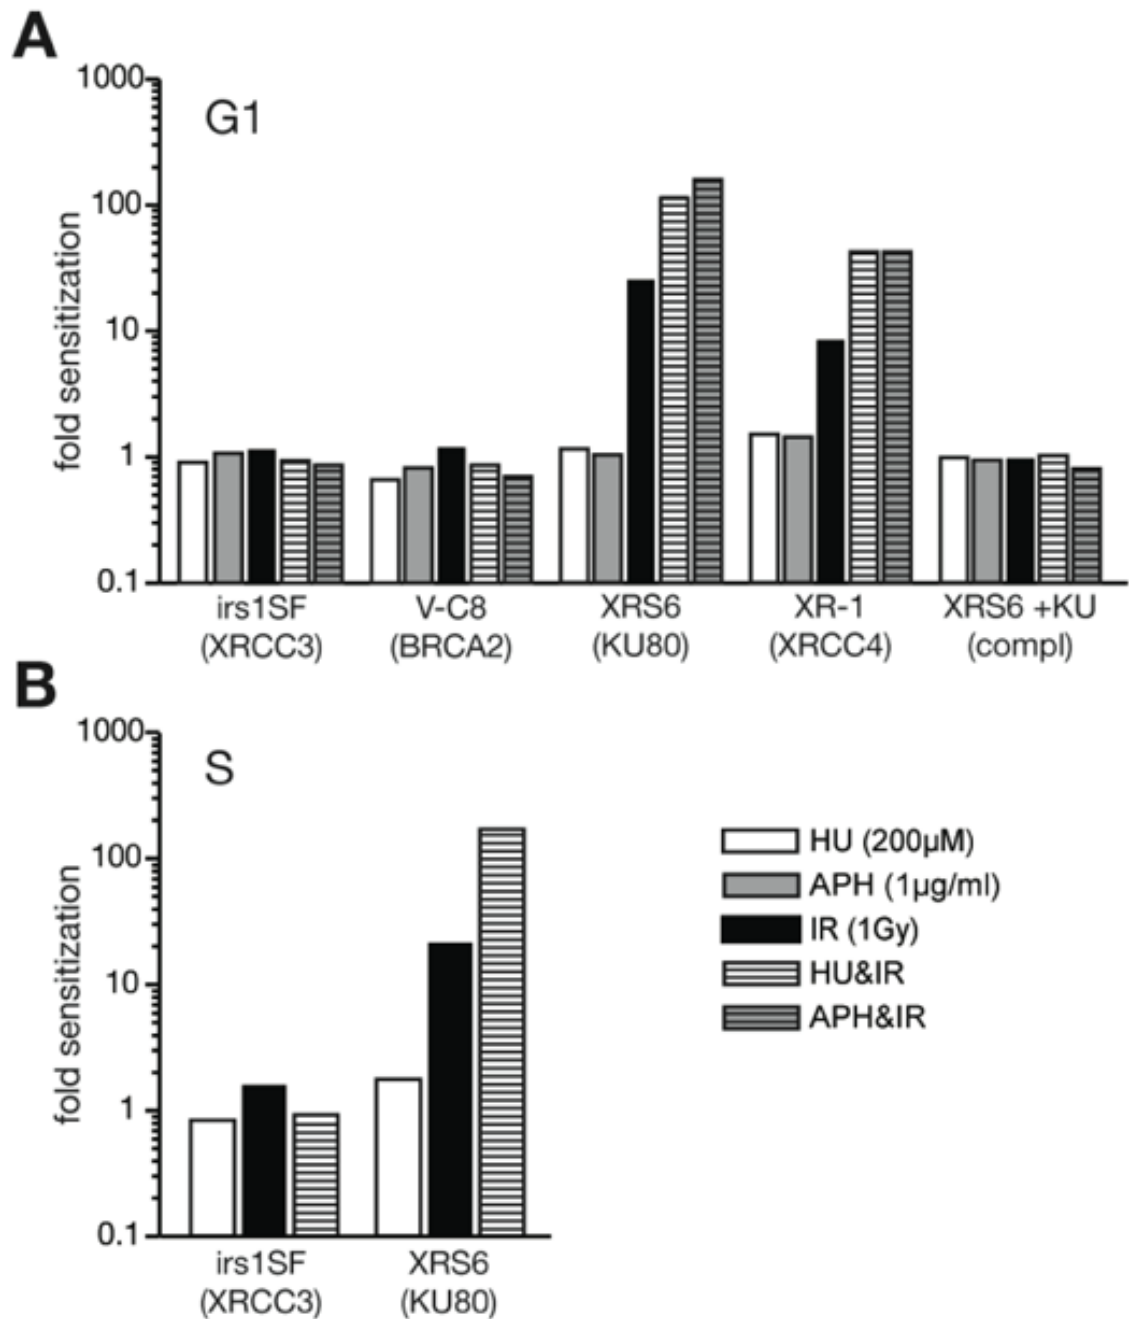 A
G1
fold sensitization
1000
100
10
1
0.1
irs1SF
(XRCC3)
V-C8
(BRCA2)
XRS6
(KU80)
XR-1
(XRCC4)
XRS6 +KU
(compl)
B
S
fold sensitization
1000
100
10
1
0.1
irs1SF
(XRCC3)
XRS6
(KU80)
HU (200µM)
APH (1µg/ml)
IR (1Gy)
HU&IR
APH&IR